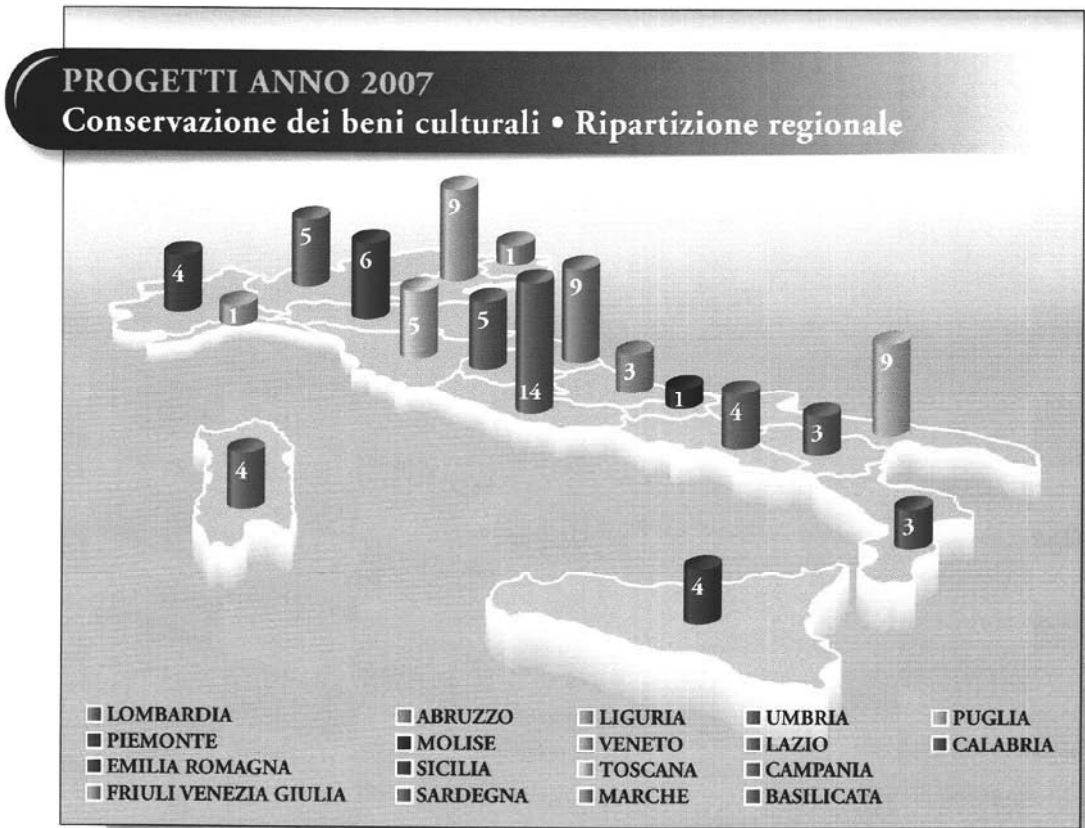 PROGETTI ANNO 2007
Conservazione dei beni culturali • Ripartizione regionale
9
5
1
4
6
9
1
5
5
3
14
1
4
3
9
4
3
4
LOMBARDIA
PIEMONTE
EMILIA ROMAGNA
FRIULI VENEZIA GIULIA
ABRUZZO
MOLISE
SICILIA
SARDEGNA
LIGURIA
VENETO
TOSCANA
MARCHE
UMBRIA
LAZIO
CAMPANIA
BASILICATA
PUGLIA
CALABRIA